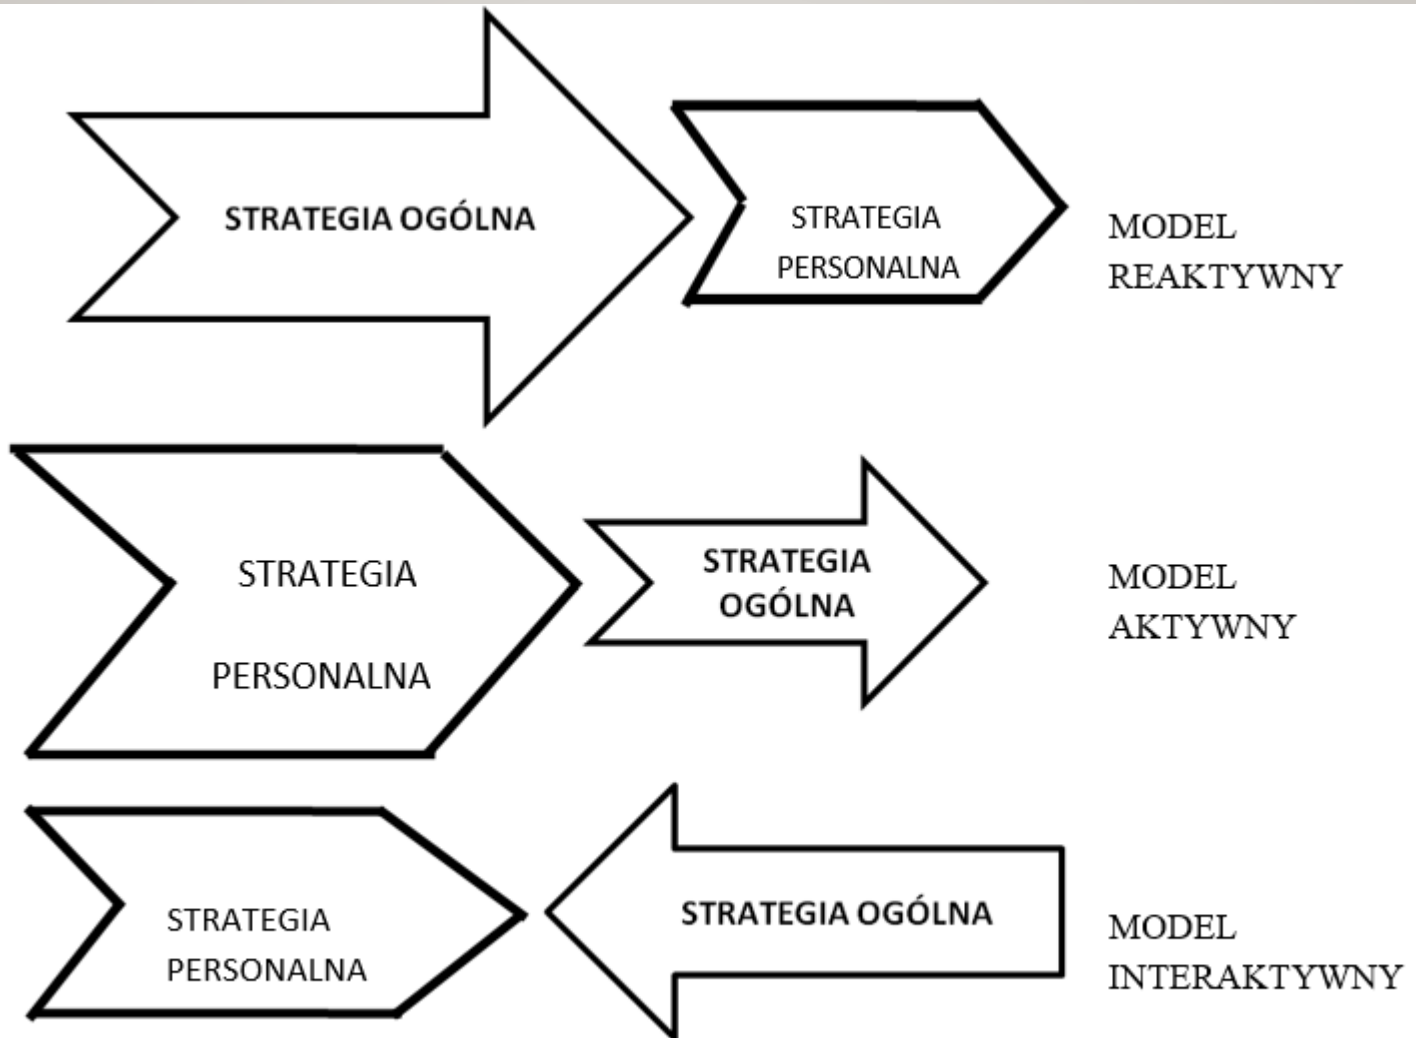 STRATEGIA OGÓLNA
STRATEGIA
PERSONALNA
MODEL
REAKTYWNY
STRATEGIA
PERSONALNA
STRATEGIA
OGÓLNA
MODEL
AKTYWNY
STRATEGIA
PERSONALNA
STRATEGIA OGÓLNA
MODEL
INTERAKTYWNY